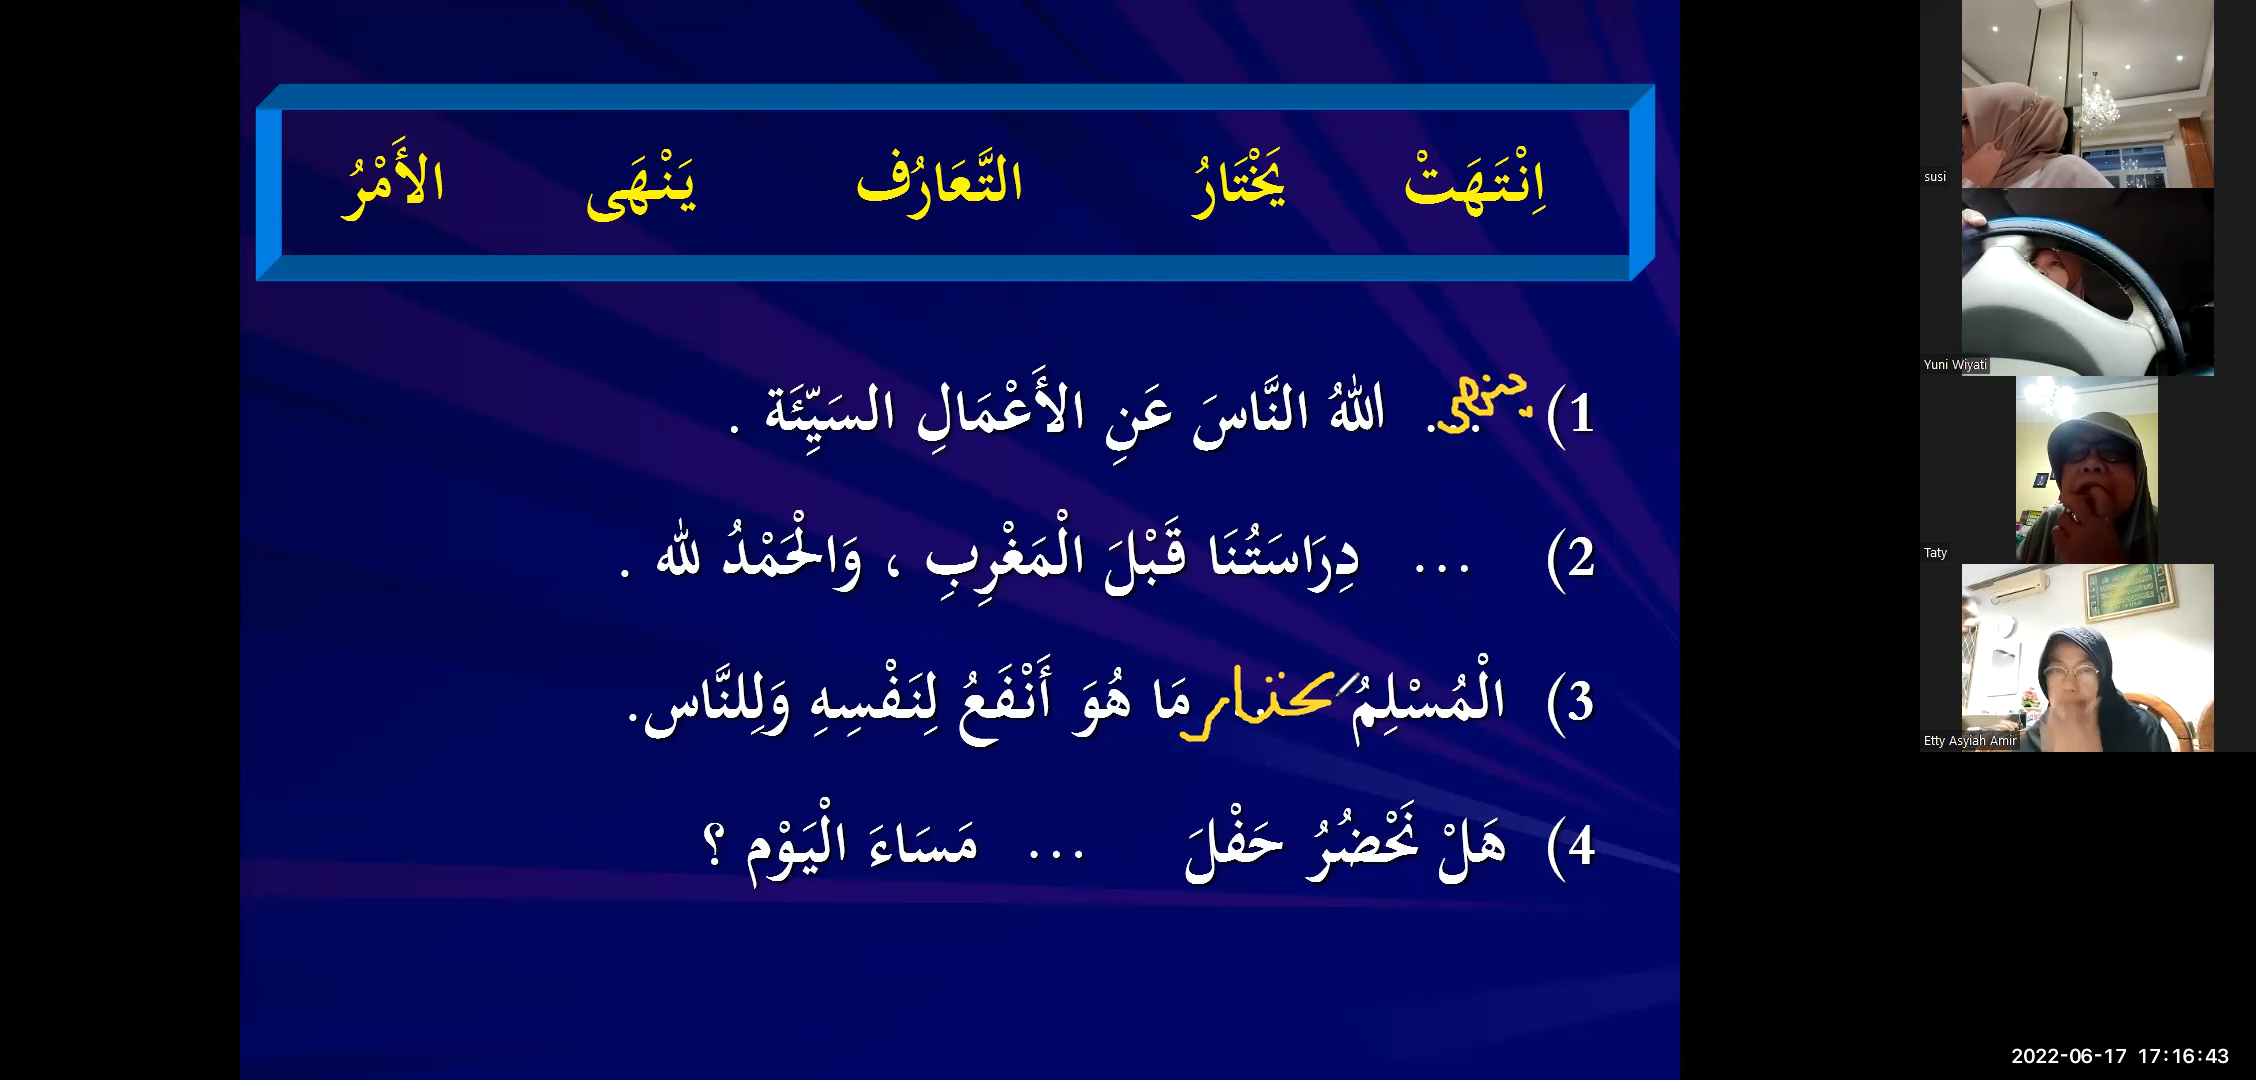 اِنْتَهَتْ يَخْتَارُ التَّعَارُف يَنْهَى الأَمْرُ
1) ينهى .. اللهُ النَّاسَ عَنِ الأَعْمَالِ السَيِّئَة .
2) ... دِرَاسَتُنَا قَبْلَ الْمَغْرِبِ ، وَالْحَمْدُ لله .
3) الْمُسْلِمُ يختار مَا هُوَ أَنْفَعُ لِنَفْسِهِ وَلِلنَّاس.
4) هَلْ نَحْضُرُ حَفْلَ ... مَسَاءَ الْيَوْم ؟
susi
Yuni Wiyati
Taty
Etty Asyiah Amir
2022-06-17 17:16:43